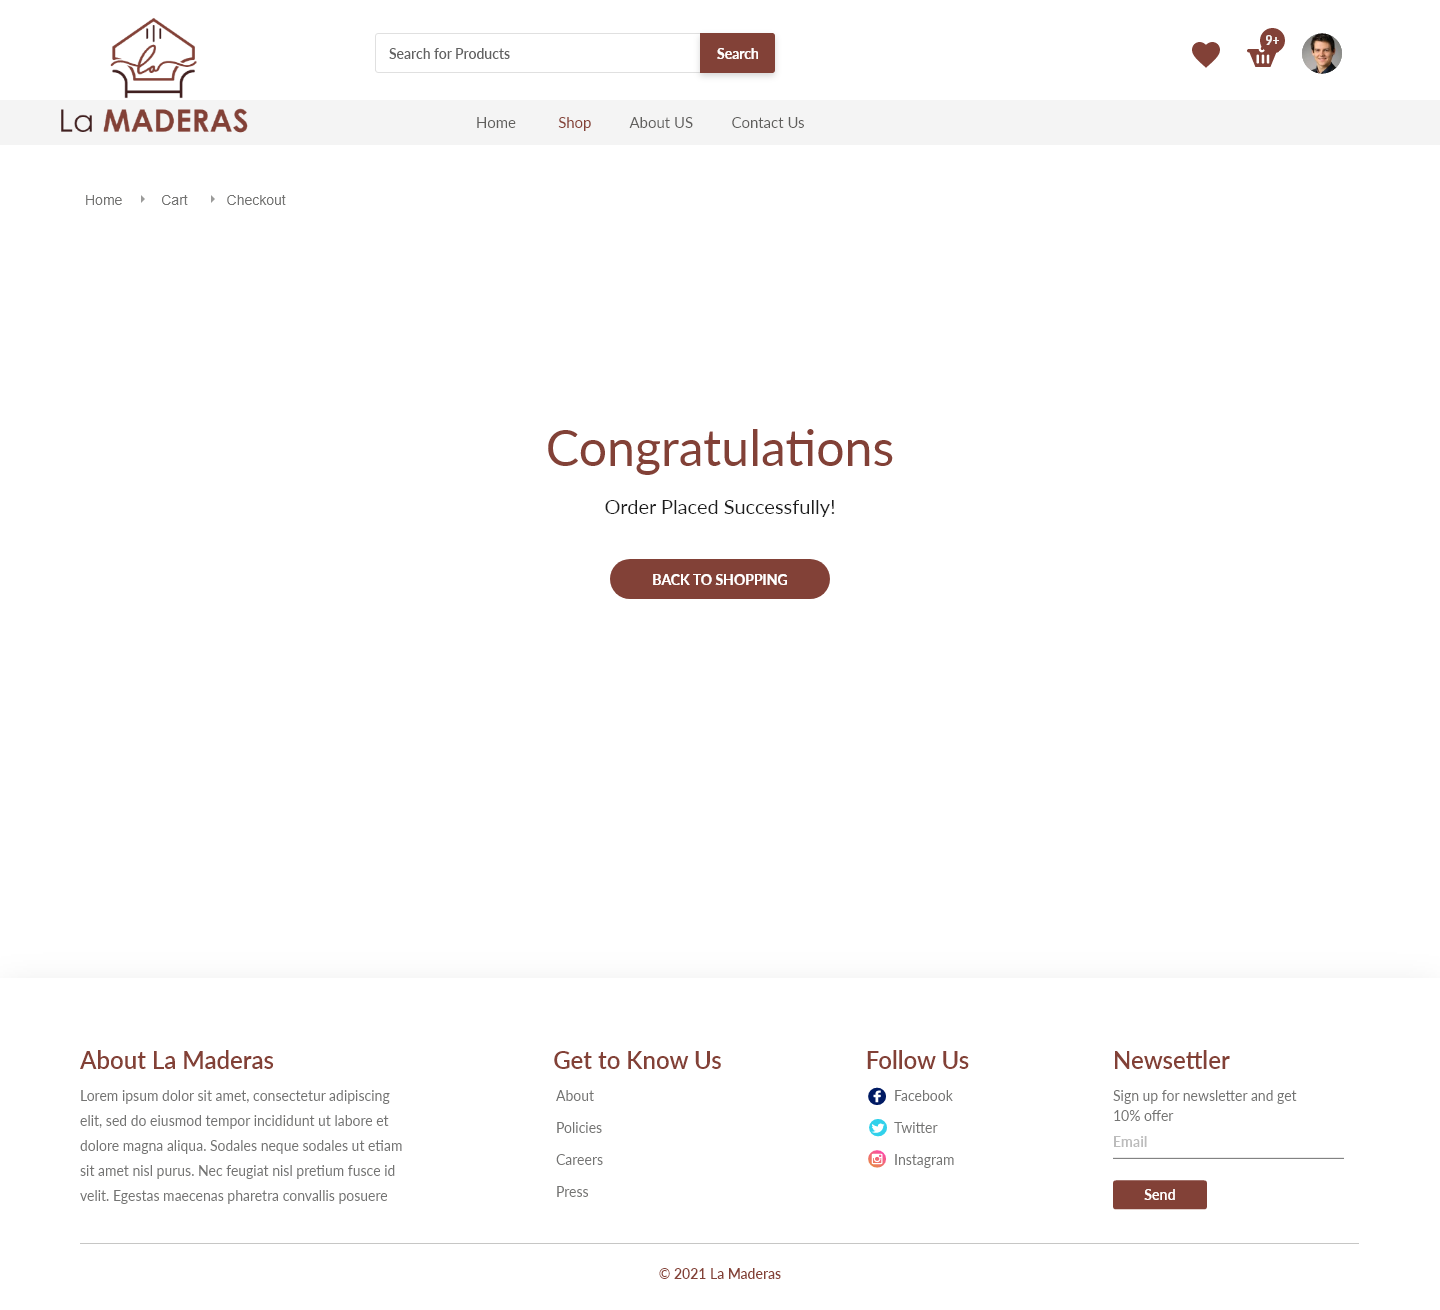 la
La MADERAS
Search for Products
Search
9+
Home
Shop
About US
Contact Us
Home
Cart
Checkout
Congratulations
Order Placed Successfully!
BACK TO SHOPPING
About La Maderas
Lorem ipsum dolor sit amet, consectetur adipiscing
elit, sed do eiusmod tempor incididunt ut labore et
dolore magna aliqua. Sodales neque sodales ut etiam
sit amet nisl purus. Nec feugiat nisl pretium fusce id
velit. Egestas maecenas pharetra convallis posuere
Get to Know Us
About
Policies
Careers
Press
Follow Us
Facebook
Twitter
Instagram
Newsettler
Sign up for newsletter and get
10% offer
Email
Send
© 2021 La Maderas